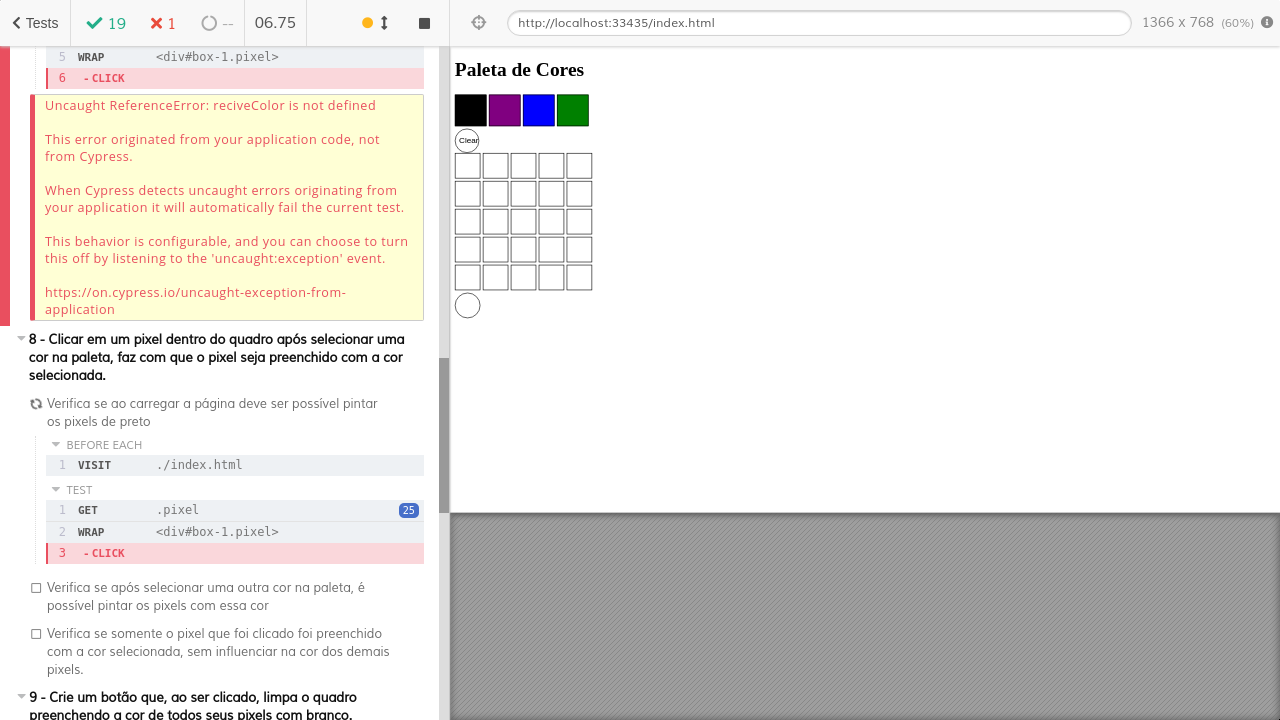 Tests
19
1
--
06.75
http://localhost:33435/index.html
1366 x 768 (60%)
5 WRAP <div#box-1.pixel>
6 - CLICK
Uncaught ReferenceError: reciveColor is not defined
This error originated from your application code, not
from Cypress.
When Cypress detects uncaught errors originating from
your application it will automatically fail the current test.
This behavior is configurable, and you can choose to turn
this off by listening to the 'uncaught:exception' event.
https://on.cypress.io/uncaught-exception-from-
application
8 - Clicar em um pixel dentro do quadro após selecionar uma
cor na paleta, faz com que o pixel seja preenchido com a cor
selecionada.
Verifica se ao carregar a página deve ser possível pintar
os pixels de preto
BEFORE EACH
1 VISIT ./index.html
TEST
1 GET .pixel 25
2 WRAP <div#box-1.pixel>
3 - CLICK
Verifica se após selecionar uma outra cor na paleta, é
possível pintar os pixels com essa cor
Verifica se somente o pixel que foi clicado foi preenchido
com a cor selecionada, sem influenciar na cor dos demais
pixels.
9 - Crie um botão que, ao ser clicado, limpa o quadro
preenchendo a cor de todos seus pixels com branco.
Paleta de Cores
Clear